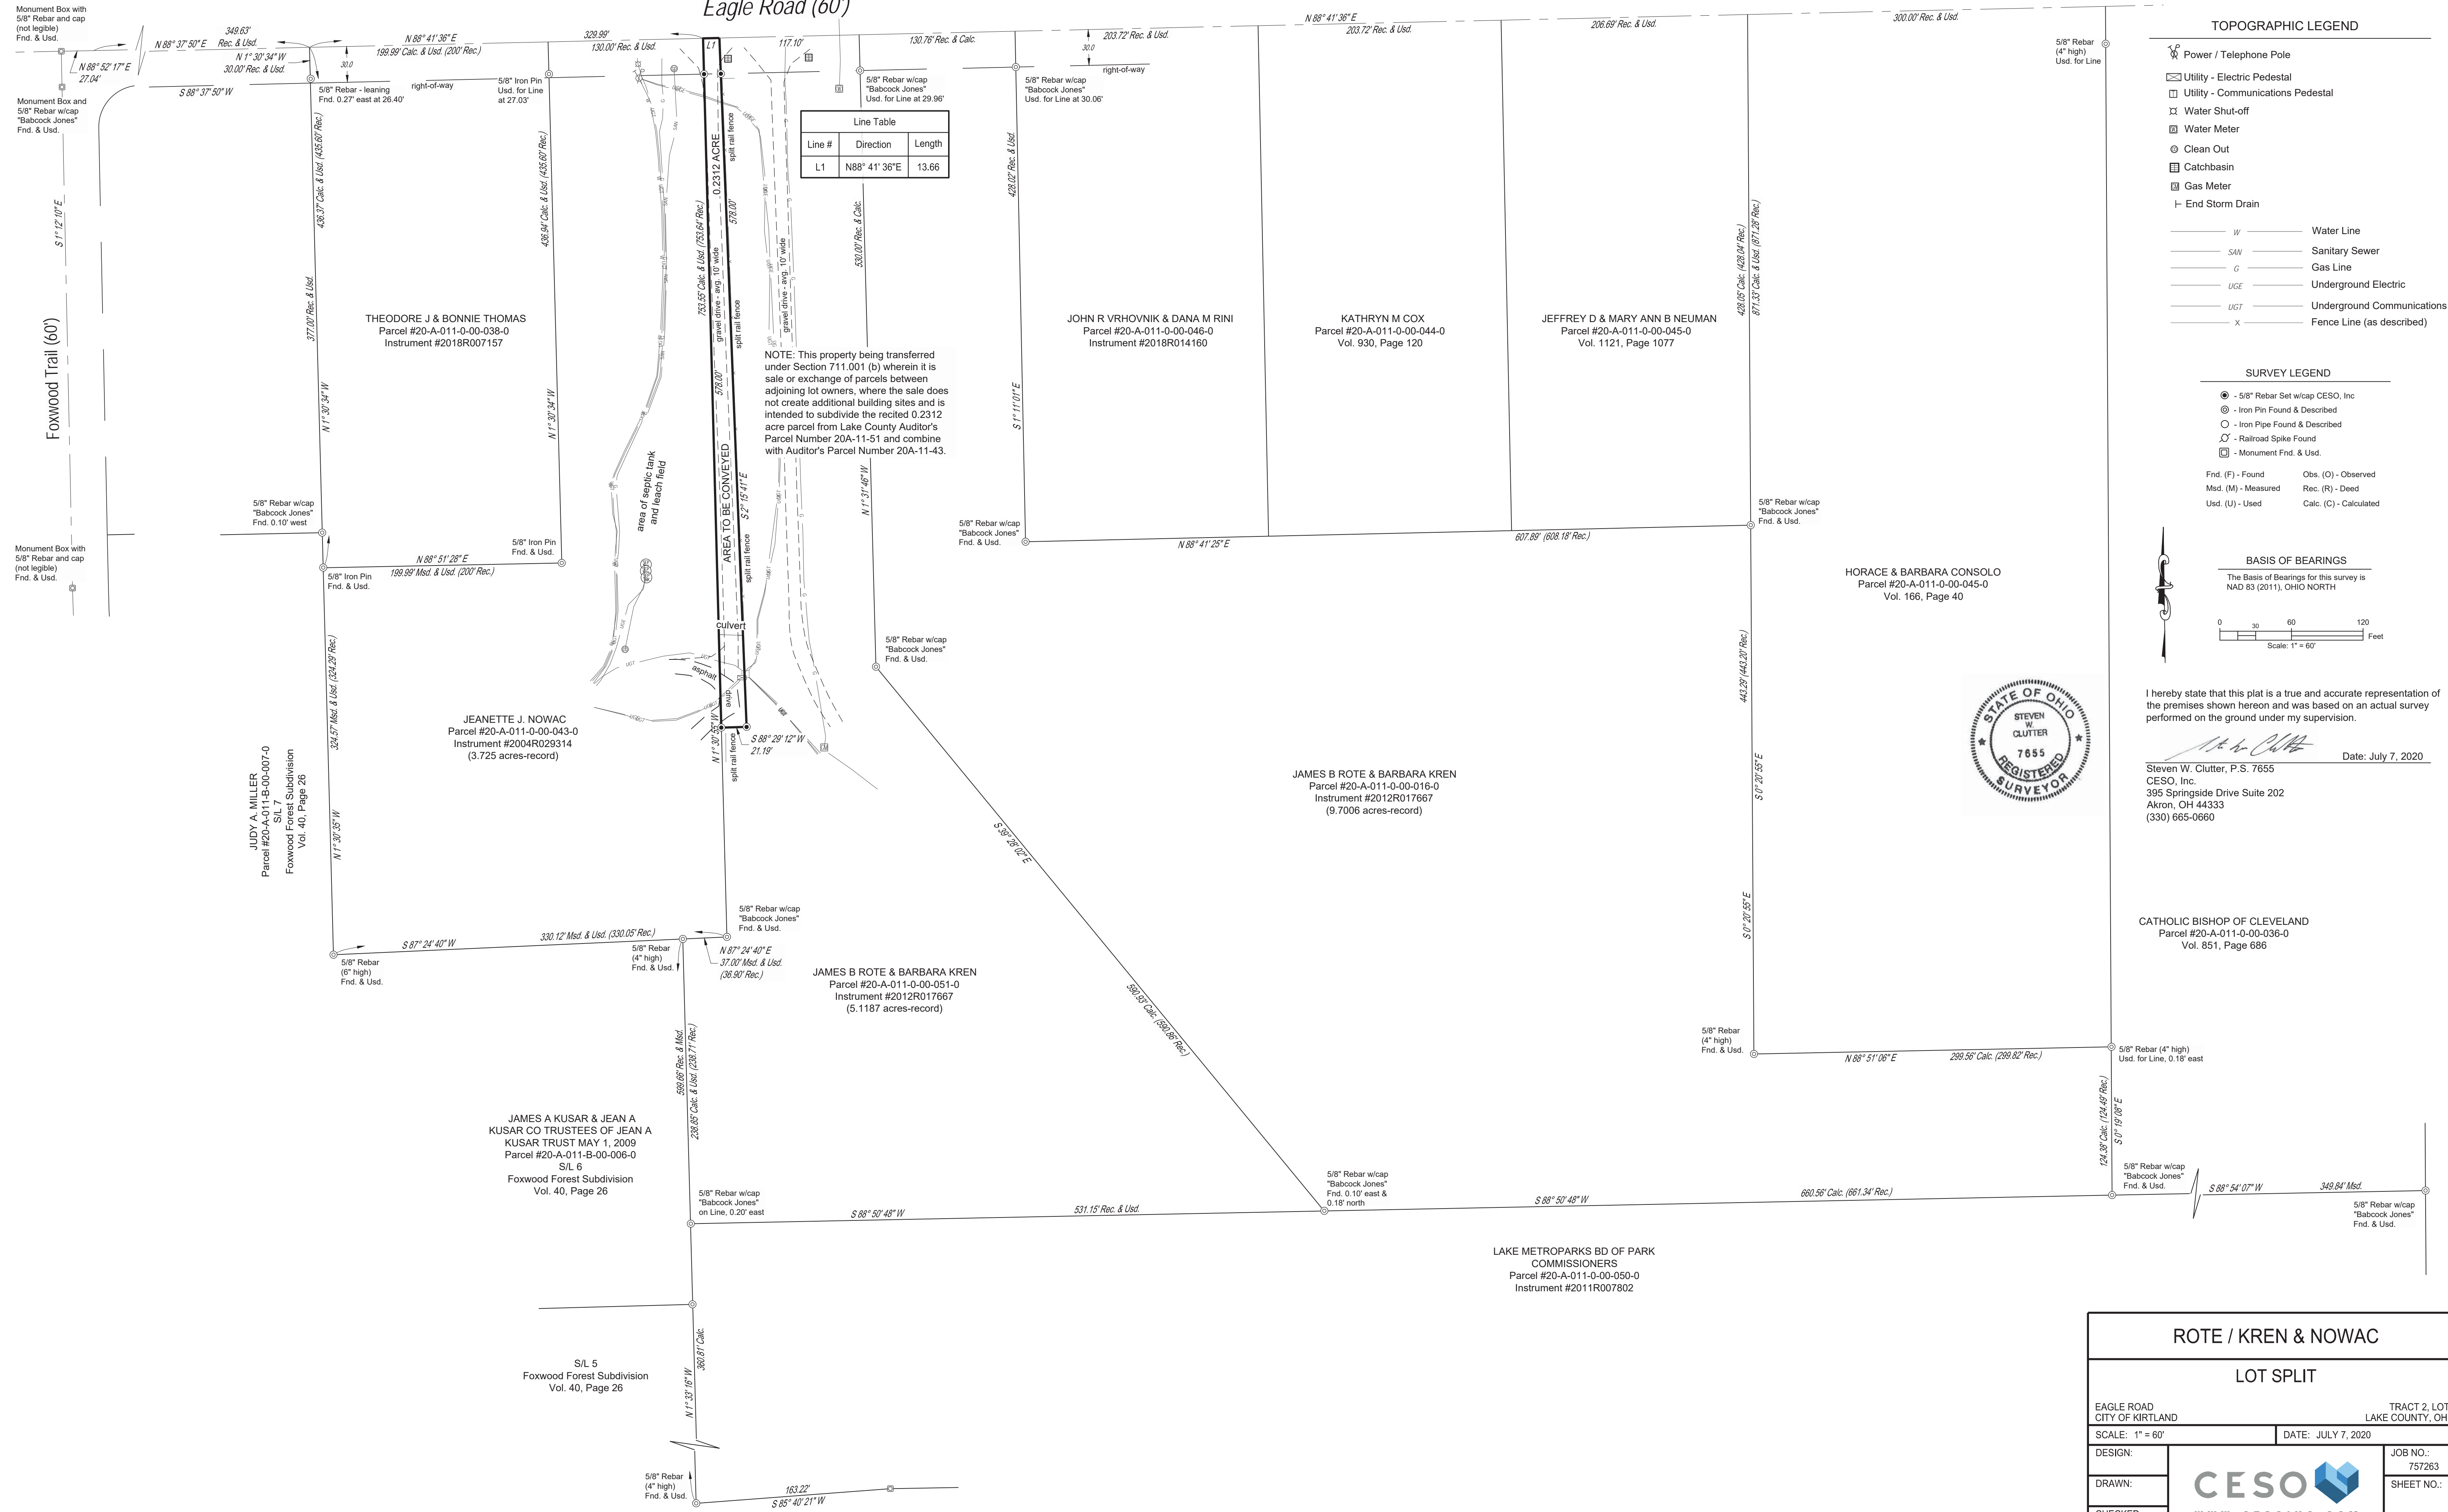 Eagle Road (60')
Monument Box with
5/8" Rebar and cap
(not legible)
Fnd. & Usd.
N 88° 37' 50" E
349.63'
Rec. & Usd.
N 88° 52' 17" E
27.04'
N 1° 30' 34" W
30.00' Rec. & Usd.
30.0
N 88° 41' 36" E
199.99' Calc. & Usd. (200' Rec.)
329.99'
130.00' Rec. & Usd.
L1
117.10'
130.76' Rec. & Calc.
203.72' Rec. & Usd.
30.0
right-of-way
N 88° 41' 36" E
203.72' Rec. & Usd.
206.69' Rec. & Usd.
300.00' Rec. & Usd.
Monument Box and
5/8" Rebar w/cap
"Babcock Jones"
Fnd. & Usd.
S 88° 37' 50" W
5/8" Rebar - leaning
Fnd. 0.27' east at 26.40'
right-of-way
5/8" Iron Pin
Usd. for Line
at 27.03'
5/8" Rebar w/cap
"Babcock Jones"
Usd. for Line at 29.96'
5/8" Rebar w/cap
"Babcock Jones"
Usd. for Line at 30.06'
5/8" Rebar
(4" high)
Usd. for Line
Line Table
Line # Direction Length
L1 N88° 41' 36"E 13.66
S 1° 12' 10" E
Foxwood Trail (60')
436.37' Calc. & Usd. (435.60' Rec.)
377.00' Rec. & Usd.
N 1° 30' 34" W
436.94' Calc. & Usd. (435.60' Rec.)
N 1° 30' 34" W
THEODORE J & BONNIE THOMAS
Parcel #20-A-011-0-00-038-0
Instrument #2018R007157
UGT
SAN
UGE
G
753.55' Calc. & Usd. (753.64' Rec.)
0.2312 ACRE
split rail fence
578.00'
gravel drive - avg. 10' wide
split rail fence
578.00'
gravel drive - avg. 10' wide
AREA TO BE CONVEYED
S 2° 15' 41" E
split rail fence
area of septic tank
and leach field
culvert
asphalt
drive
530.00' Rec. & Calc.
N 1° 31' 46" W
NOTE: This property being transferred
under Section 711.001 (b) wherein it is
sale or exchange of parcels between
adjoining lot owners, where the sale does
not create additional building sites and is
intended to subdivide the recited 0.2312
acre parcel from Lake County Auditor's
Parcel Number 20A-11-51 and combine
with Auditor's Parcel Number 20A-11-43.
428.02' Rec. & Usd.
S 1° 11' 01" E
JOHN R VRHOVNIK & DANA M RINI
Parcel #20-A-011-0-00-046-0
Instrument #2018R014160
KATHRYN M COX
Parcel #20-A-011-0-00-044-0
Vol. 930, Page 120
JEFFREY D & MARY ANN B NEUMAN
Parcel #20-A-011-0-00-045-0
Vol. 1121, Page 1077
428.05' Calc. (428.04' Rec.)
871.33' Calc. & Usd. (871.28' Rec.)
5/8" Rebar w/cap
"Babcock Jones"
Fnd. 0.10' west
5/8" Iron Pin
Fnd. & Usd.
N 88° 51' 28" E
199.99' Msd. & Usd. (200' Rec.)
5/8" Iron Pin
Fnd. & Usd.
Monument Box with
5/8" Rebar and cap
(not legible)
Fnd. & Usd.
5/8" Rebar w/cap
"Babcock Jones"
Fnd. & Usd.
N 88° 41' 25" E
607.89' (608.18' Rec.)
5/8" Rebar w/cap
"Babcock Jones"
Fnd. & Usd.
HORACE & BARBARA CONSOLO
Parcel #20-A-011-0-00-045-0
Vol. 166, Page 40
443.29' (443.20' Rec.)
S 0° 20' 55" E
S 0° 20' 55" E
5/8" Rebar w/cap
"Babcock Jones"
Fnd. & Usd.
324.57' Msd. & Usd. (324.29' Rec.)
N 1° 30' 35" W
JEANETTE J. NOWAC
Parcel #20-A-011-0-00-043-0
Instrument #2004R029314
(3.725 acres-record)
N 1° 30' 55" W
split rail fence
S 88° 29' 12" W
21.19'
JUDY A. MILLER
Parcel #20-A-011-B-00-007-0
S/L 7
Foxwood Forest Subdivision
Vol. 40, Page 26
JAMES B ROTE & BARBARA KREN
Parcel #20-A-011-0-00-016-0
Instrument #2012R017667
(9.7006 acres-record)
S 39° 28' 02" E
590.93' Calc. (590.86' Rec.)
S 87° 24' 40" W
330.12' Msd. & Usd. (330.05' Rec.)
5/8" Rebar
(6" high)
Fnd. & Usd.
5/8" Rebar
(4" high)
Fnd. & Usd.
5/8" Rebar w/cap
"Babcock Jones"
Fnd. & Usd.
N 87° 24' 40" E
37.00' Msd. & Usd.
(36.90' Rec.)
JAMES B ROTE & BARBARA KREN
Parcel #20-A-011-0-00-051-0
Instrument #2012R017667
(5.1187 acres-record)
599.66' Rec. & Msd.
238.85' Calc. & Usd. (238.71' Rec.)
JAMES A KUSAR & JEAN A
KUSAR CO TRUSTEES OF JEAN A
KUSAR TRUST MAY 1, 2009
Parcel #20-A-011-B-00-006-0
S/L 6
Foxwood Forest Subdivision
Vol. 40, Page 26
5/8" Rebar w/cap
"Babcock Jones"
on Line, 0.20' east
S 88° 50' 48" W
531.15' Rec. & Usd.
5/8" Rebar w/cap
"Babcock Jones"
Fnd. 0.10' east &
0.18' north
S 88° 50' 48" W
660.56' Calc. (661.34' Rec.)
5/8" Rebar
(4" high)
Fnd. & Usd.
N 88° 51' 06" E
299.56' Calc. (299.82' Rec.)
5/8" Rebar (4" high)
Usd. for Line, 0.18' east
124.38' Calc. (124.49' Rec.)
S 0° 19' 08" E
5/8" Rebar w/cap
"Babcock Jones"
Fnd. & Usd.
S 88° 54' 07" W
349.84' Msd.
5/8" Rebar w/cap
"Babcock Jones"
Fnd. & Usd.
CATHOLIC BISHOP OF CLEVELAND
Parcel #20-A-011-0-00-036-0
Vol. 851, Page 686
LAKE METROPARKS BD OF PARK
COMMISSIONERS
Parcel #20-A-011-0-00-050-0
Instrument #2011R007802
S/L 5
Foxwood Forest Subdivision
Vol. 40, Page 26
360.81' Calc.
N 1° 33' 16" W
5/8" Rebar
(4" high)
Fnd. & Usd.
163.22'
S 85° 40' 21" W
TOPOGRAPHIC LEGEND
Power / Telephone Pole
Utility - Electric Pedestal
Utility - Communications Pedestal
Water Shut-off
Water Meter
Clean Out
Catchbasin
Gas Meter
End Storm Drain
W Water Line
SAN Sanitary Sewer
G Gas Line
UGE Underground Electric
UGT Underground Communications
X Fence Line (as described)
SURVEY LEGEND
- 5/8" Rebar Set w/cap CESO, Inc
- Iron Pin Found & Described
- Iron Pipe Found & Described
- Railroad Spike Found
- Monument Fnd. & Usd.
Fnd. (F) - Found Obs. (O) - Observed
Msd. (M) - Measured Rec. (R) - Deed
Usd. (U) - Used Calc. (C) - Calculated
BASIS OF BEARINGS
The Basis of Bearings for this survey is
NAD 83 (2011), OHIO NORTH
0 30 60 120
Feet
Scale: 1" = 60'
STATE OF OHIO
STEVEN
W.
CLUTTER
7655
REGISTERED
SURVEYOR
I hereby state that this plat is a true and accurate representation of
the premises shown hereon and was based on an actual survey
performed on the ground under my supervision.
Date: July 7, 2020
Steven W. Clutter, P.S. 7655
CESO, Inc.
395 Springside Drive Suite 202
Akron, OH 44333
(330) 665-0660
ROTE / KREN & NOWAC
LOT SPLIT
EAGLE ROAD TRACT 2, LOT
CITY OF KIRTLAND LAKE COUNTY, OH
SCALE: 1" = 60' DATE: JULY 7, 2020
DESIGN:
JOB NO.:
757263
DRAWN:
CESO
SHEET NO.: